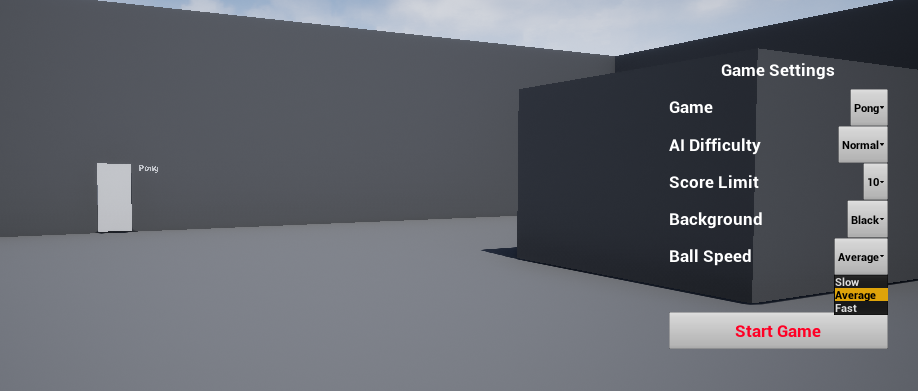 Game Settings
Pong
Game Pong
AI Difficulty Normal
Score Limit 10
Background Black
Ball Speed Average
Slow
Average
Fast
Start Game